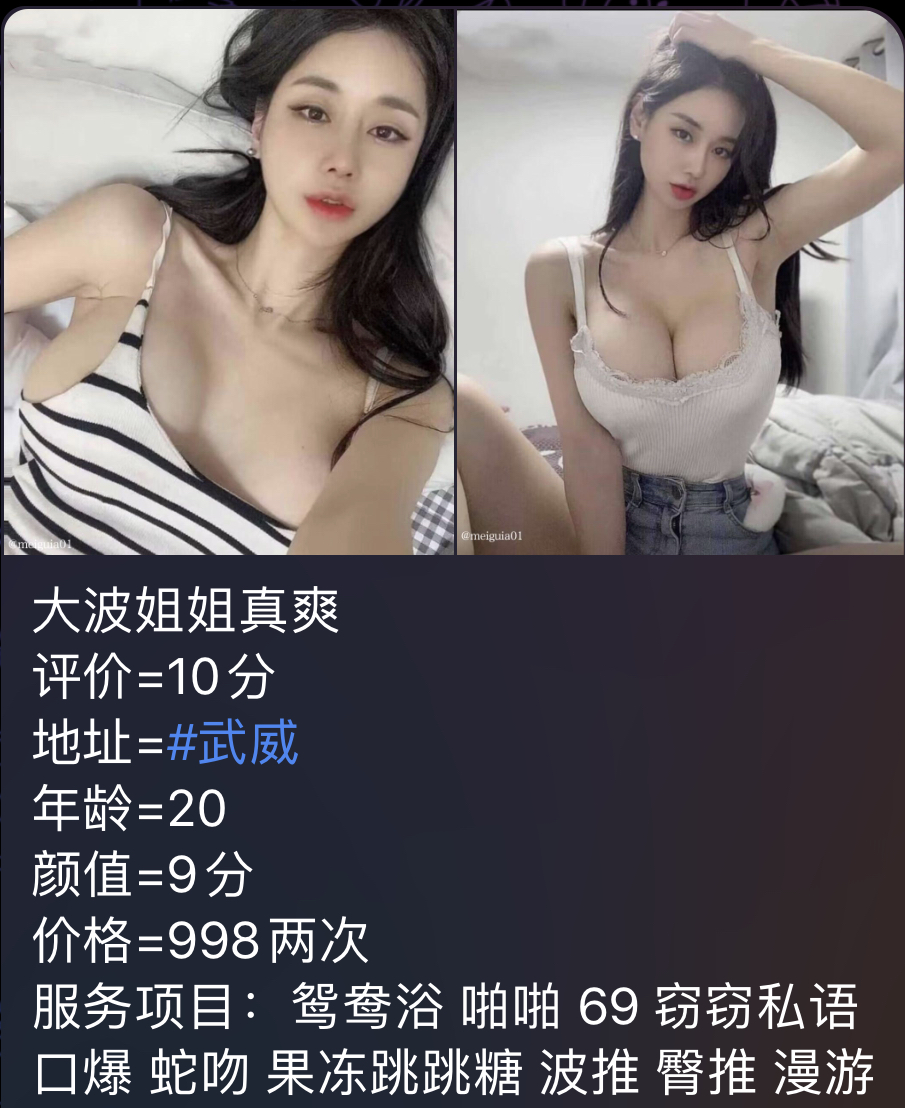 @meiguia01
@meiguia01
大波姐姐真爽
评价=10分
地址=#武威
年龄=20
颜值=9分
价格=998两次
服务项目：鸳鸯浴 啪啪 69 窃窃私语
口爆 蛇吻 果冻跳跳糖 波推 臀推 漫游